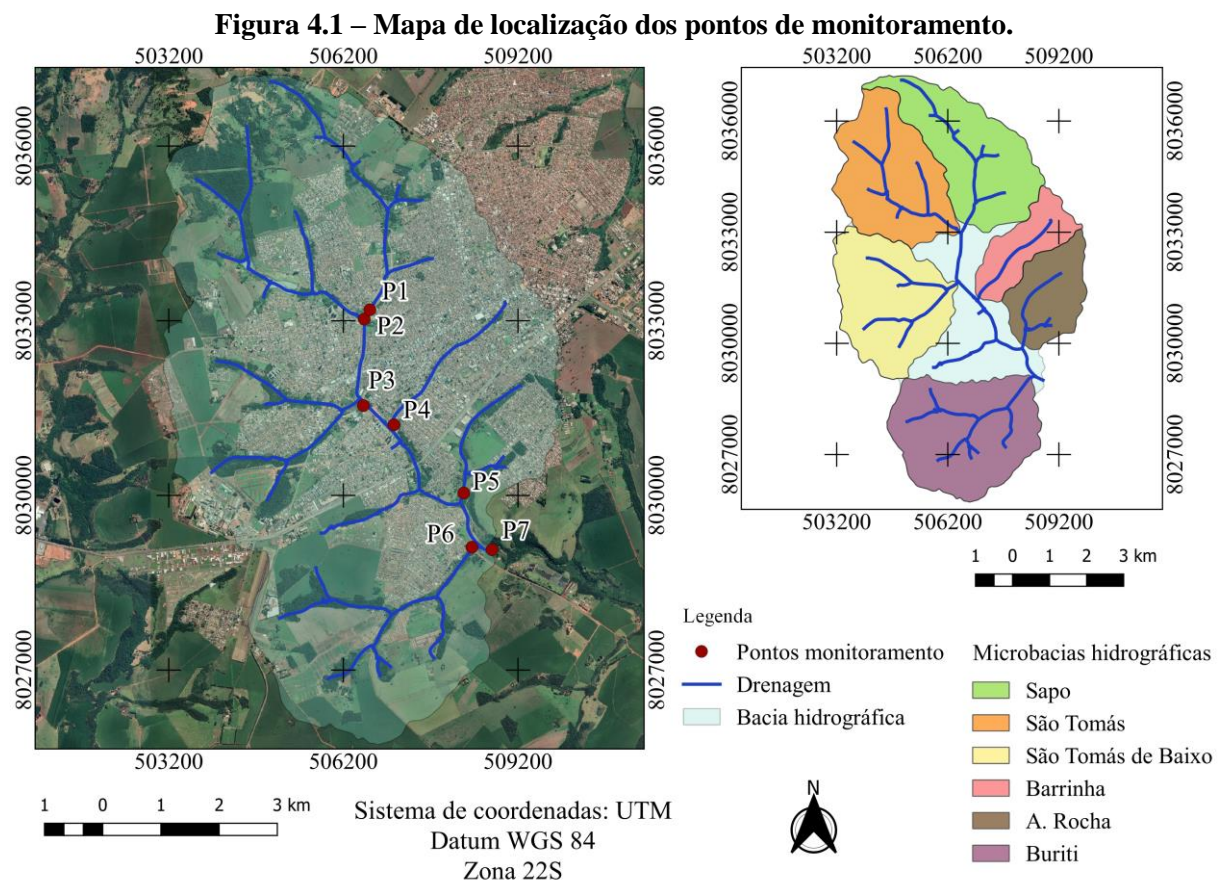 Figura 4.1 – Mapa de localização dos pontos de monitoramento.
503200 506200 509200
8036000 8033000 8030000 8027000
P1
P2
P3
P4
P5
P6
P7
8036000 8033000 8030000 8027000
503200 506200 509200
1 0 1 2 3 km
Sistema de coordenadas: UTM
Datum WGS 84
Zona 22S
503200 506200 509200
8036000 8033000 8030000 8027000
8036000 8033000 8030000 8027000
503200 506200 509200
1 0 1 2 3 km
Legenda
Pontos monitoramento
Drenagem
Bacia hidrográfica
N
Microbacias hidrográficas
Sapo
São Tomás
São Tomás de Baixo
Barrinha
A. Rocha
Buriti